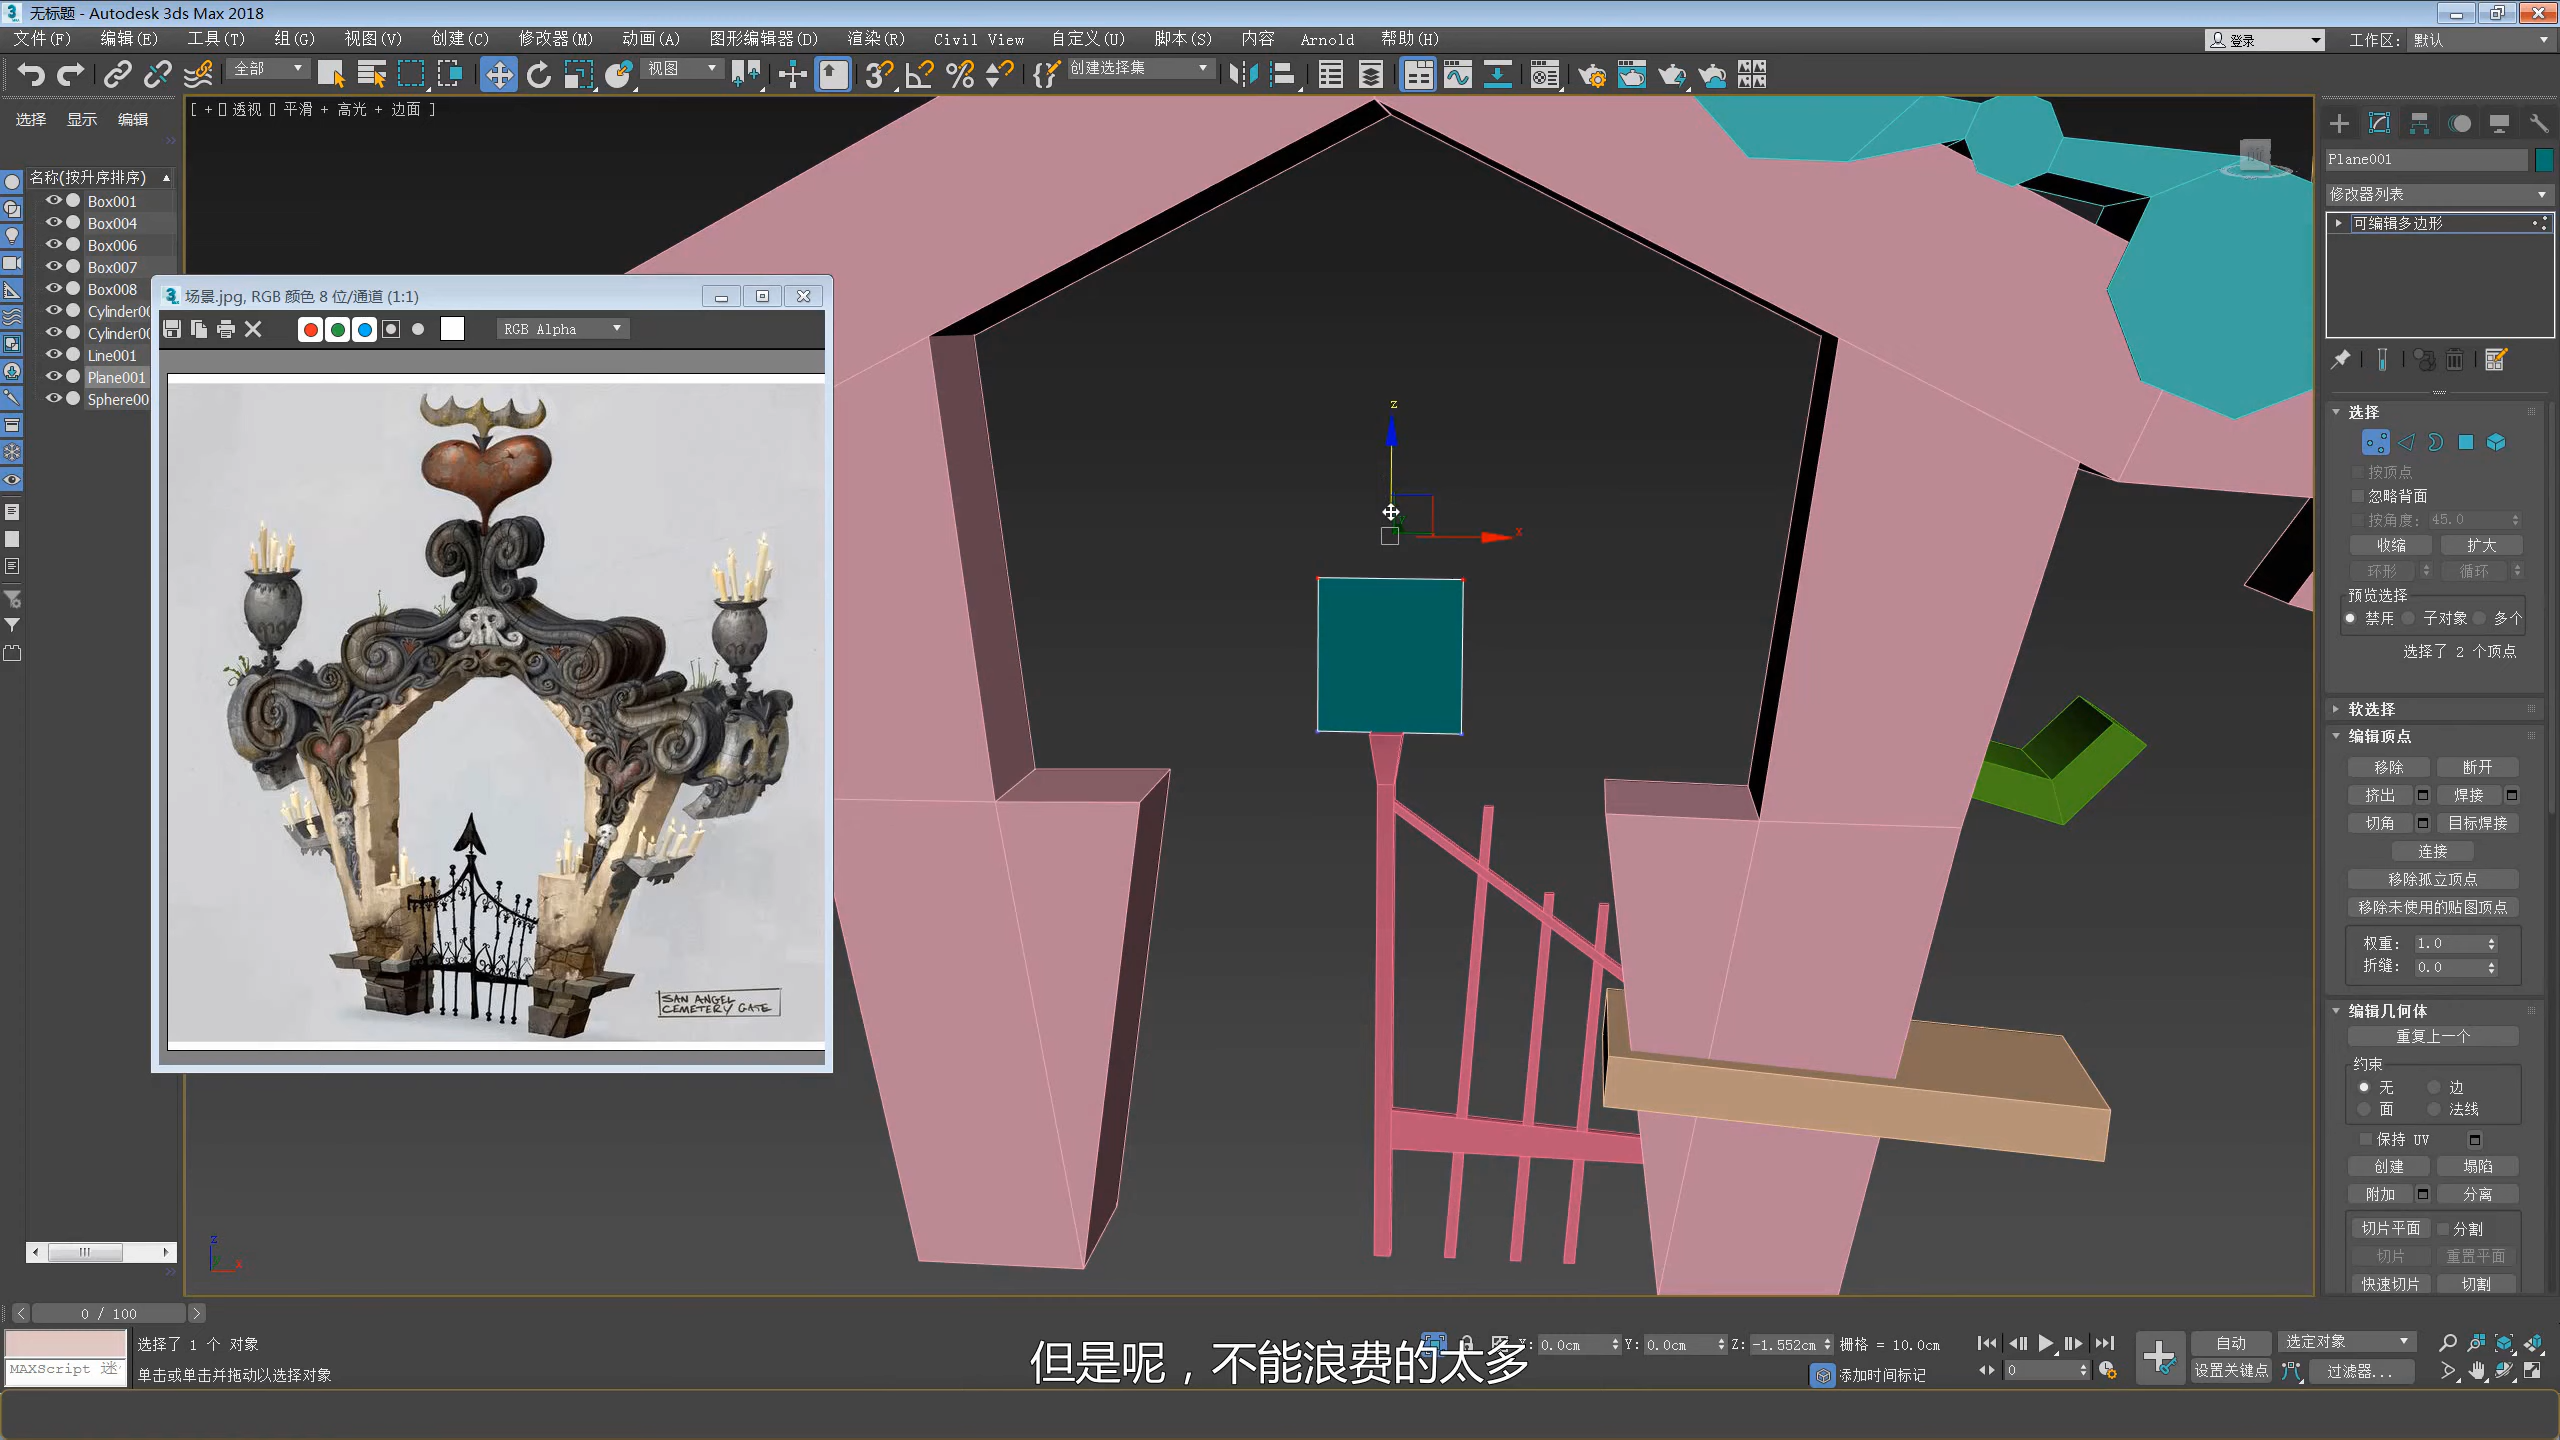 无标题 - Autodesk 3ds Max 2018
文件(F) 编辑(E) 工具(T) 组(G) 视图(V) 创建(C) 修改器(M) 动画(A) 图形编辑器(D) 渲染(R) Civil View 自定义(U) 脚本(S) 内容 Arnold 帮助(H)
登录 工作区: 默认
全部 视图 创建选择集
选择 显示 编辑
[ + ▯ 透视 ▯ 平滑 + 高光 + 边面 ]
名称(按升序排序)
Box001
Box004
Box006
Box007
Box008
Cylinder00
Cylinder00
Line001
Plane001
Sphere00
场景.jpg, RGB 颜色 8 位/通道 (1:1)
RGB Alpha
SAN ANGEL
CEMETERY GATE
z
x
z
x
Plane001
修改器列表
可编辑多边形
选择
按顶点
忽略背面
按角度: 45.0
收缩 扩大
环形 循环
预览选择
禁用 子对象 多个
选择了 2 个顶点
软选择
编辑顶点
移除 断开
挤出 焊接
切角 目标焊接
连接
移除孤立顶点
移除未使用的贴图顶点
权重: 1.0
折缝: 0.0
编辑几何体
重复上一个
约束
无 边
面 法线
保持 UV
创建 塌陷
附加 分离
切片平面 分割
切片 重置平面
快速切片 切割
0 / 100
选择了 1 个 对象
MAXScript 迷
单击或单击并拖动以选择对象
但是呢，不能浪费的太多
0.0cm Y: 0.0cm Z: -1.552cm 栅格 = 10.0cm
添加时间标记
0
自动 选定对象
设置关键点 过滤器...